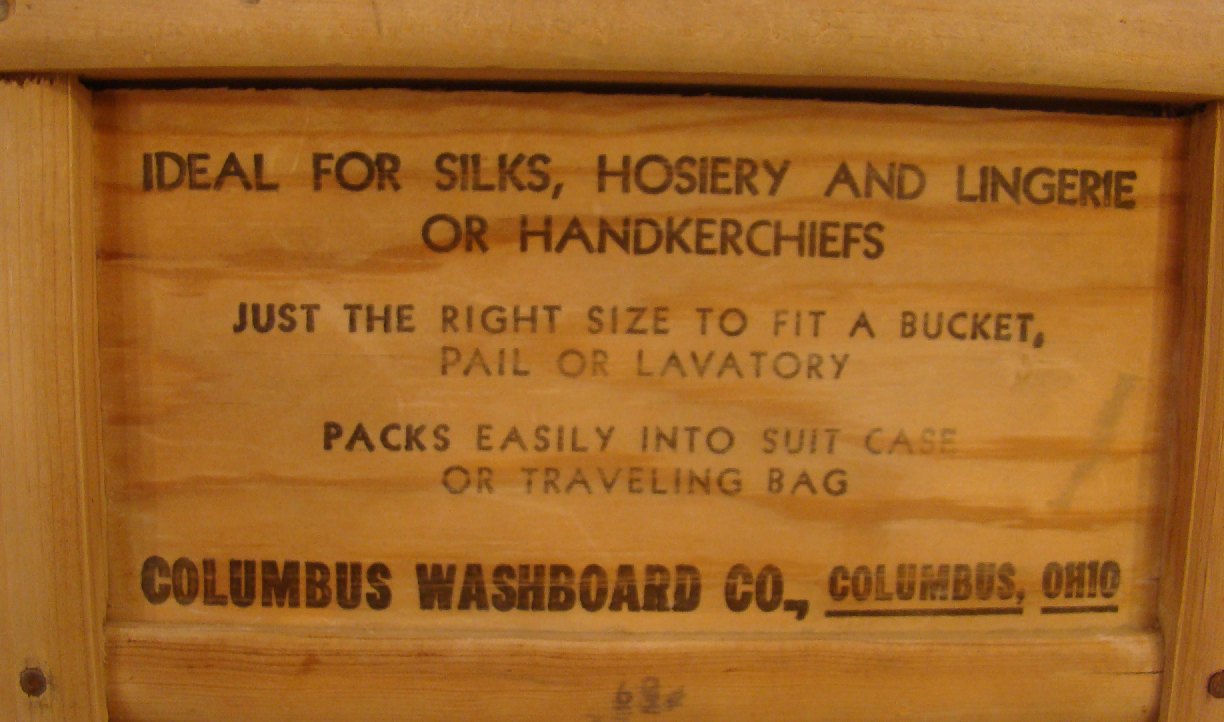 IDEAL FOR SILKS, HOSIERY AND LINGERIE
OR HANDKERCHIEFS
JUST THE RIGHT SIZE TO FIT A BUCKET,
PAIL OR LAVATORY
PACKS EASILY INTO SUIT CASE
OR TRAVELING BAG
COLUMBUS WASHBOARD CO., COLUMBUS, OHIO